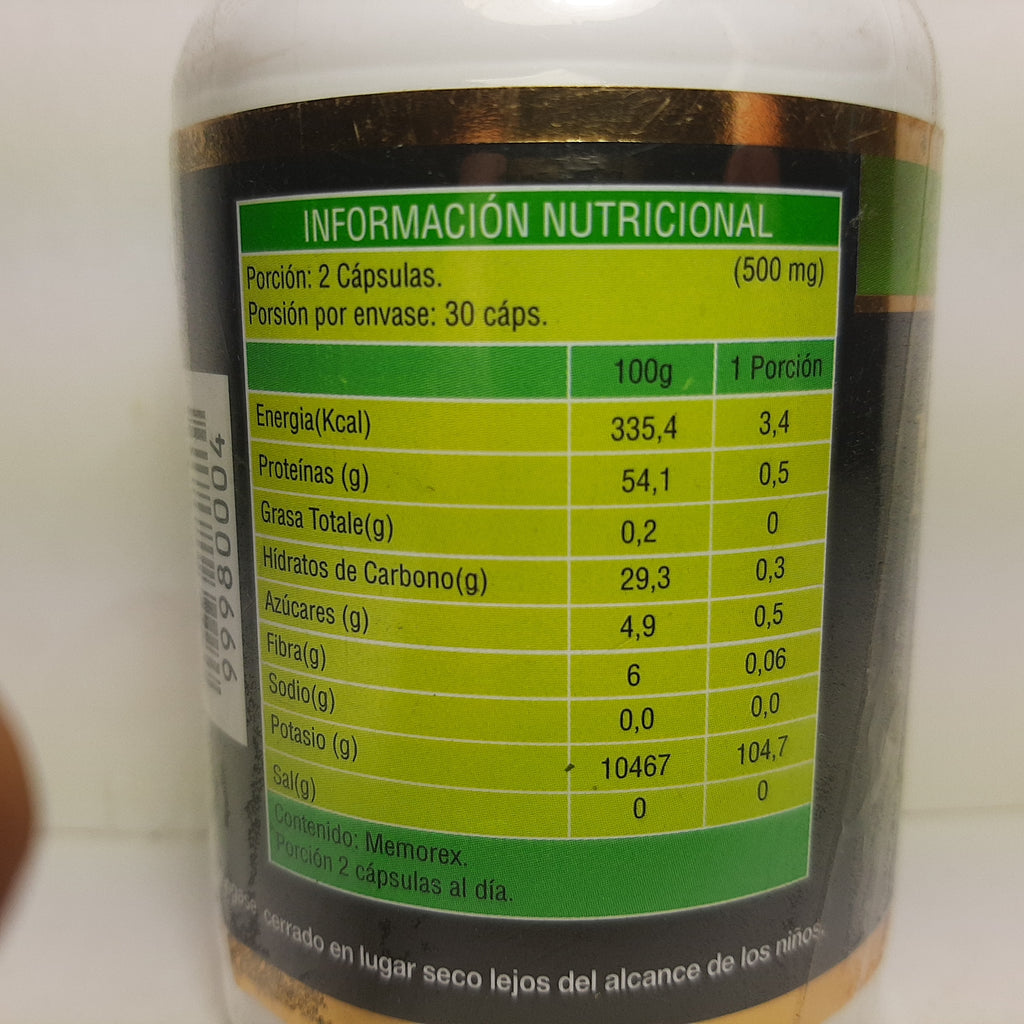 INFORMACIÓN NUTRICIONAL
Porción: 2 Cápsulas. (500 mg)
Porsión por envase: 30 cáps.
100g 1 Porción
Energia(Kcal) 335,4 3,4
Proteínas (g) 54,1 0,5
Grasa Totale(g) 0,2 0
Hídratos de Carbono(g) 29,3 0,3
Azúcares (g) 4,9 0,5
Fibra(g) 6 0,06
Sodio(g) 0,0 0,0
Potasio (g) 10467 104,7
Sal(g) 0 0
Contenido: Memorex.
Porción 2 cápsulas al día.
cerrado en lugar seco lejos del alcance de los niños.
99980004